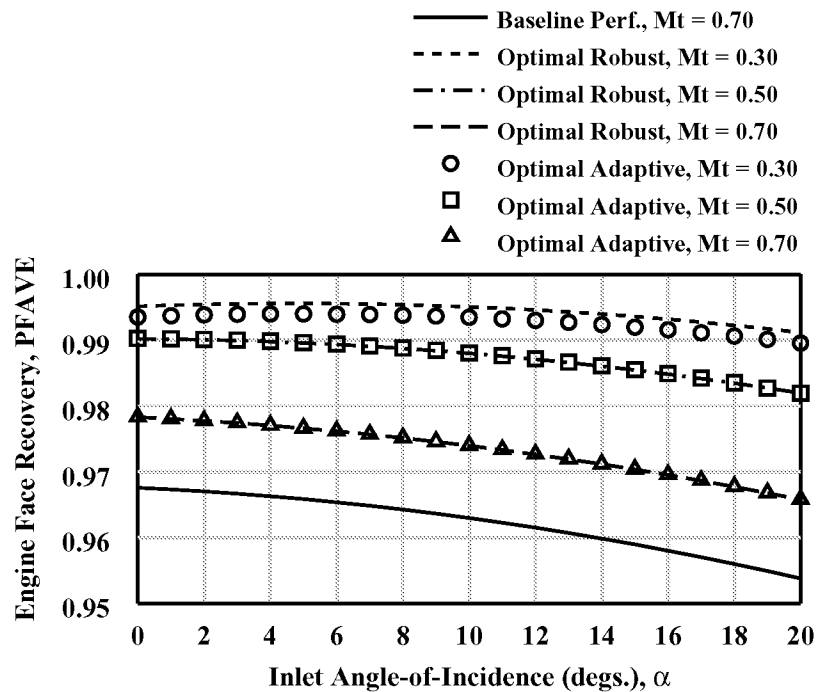 Baseline Perf., Mt = 0.70
Optimal Robust, Mt = 0.30
Optimal Robust, Mt = 0.50
Optimal Robust, Mt = 0.70
Optimal Adaptive, Mt = 0.30
Optimal Adaptive, Mt = 0.50
Optimal Adaptive, Mt = 0.70
Engine Face Recovery, PFAVE
1.00
0.99
0.98
0.97
0.96
0.95
0 2 4 6 8 10 12 14 16 18 20
Inlet Angle-of-Incidence (degs.), α